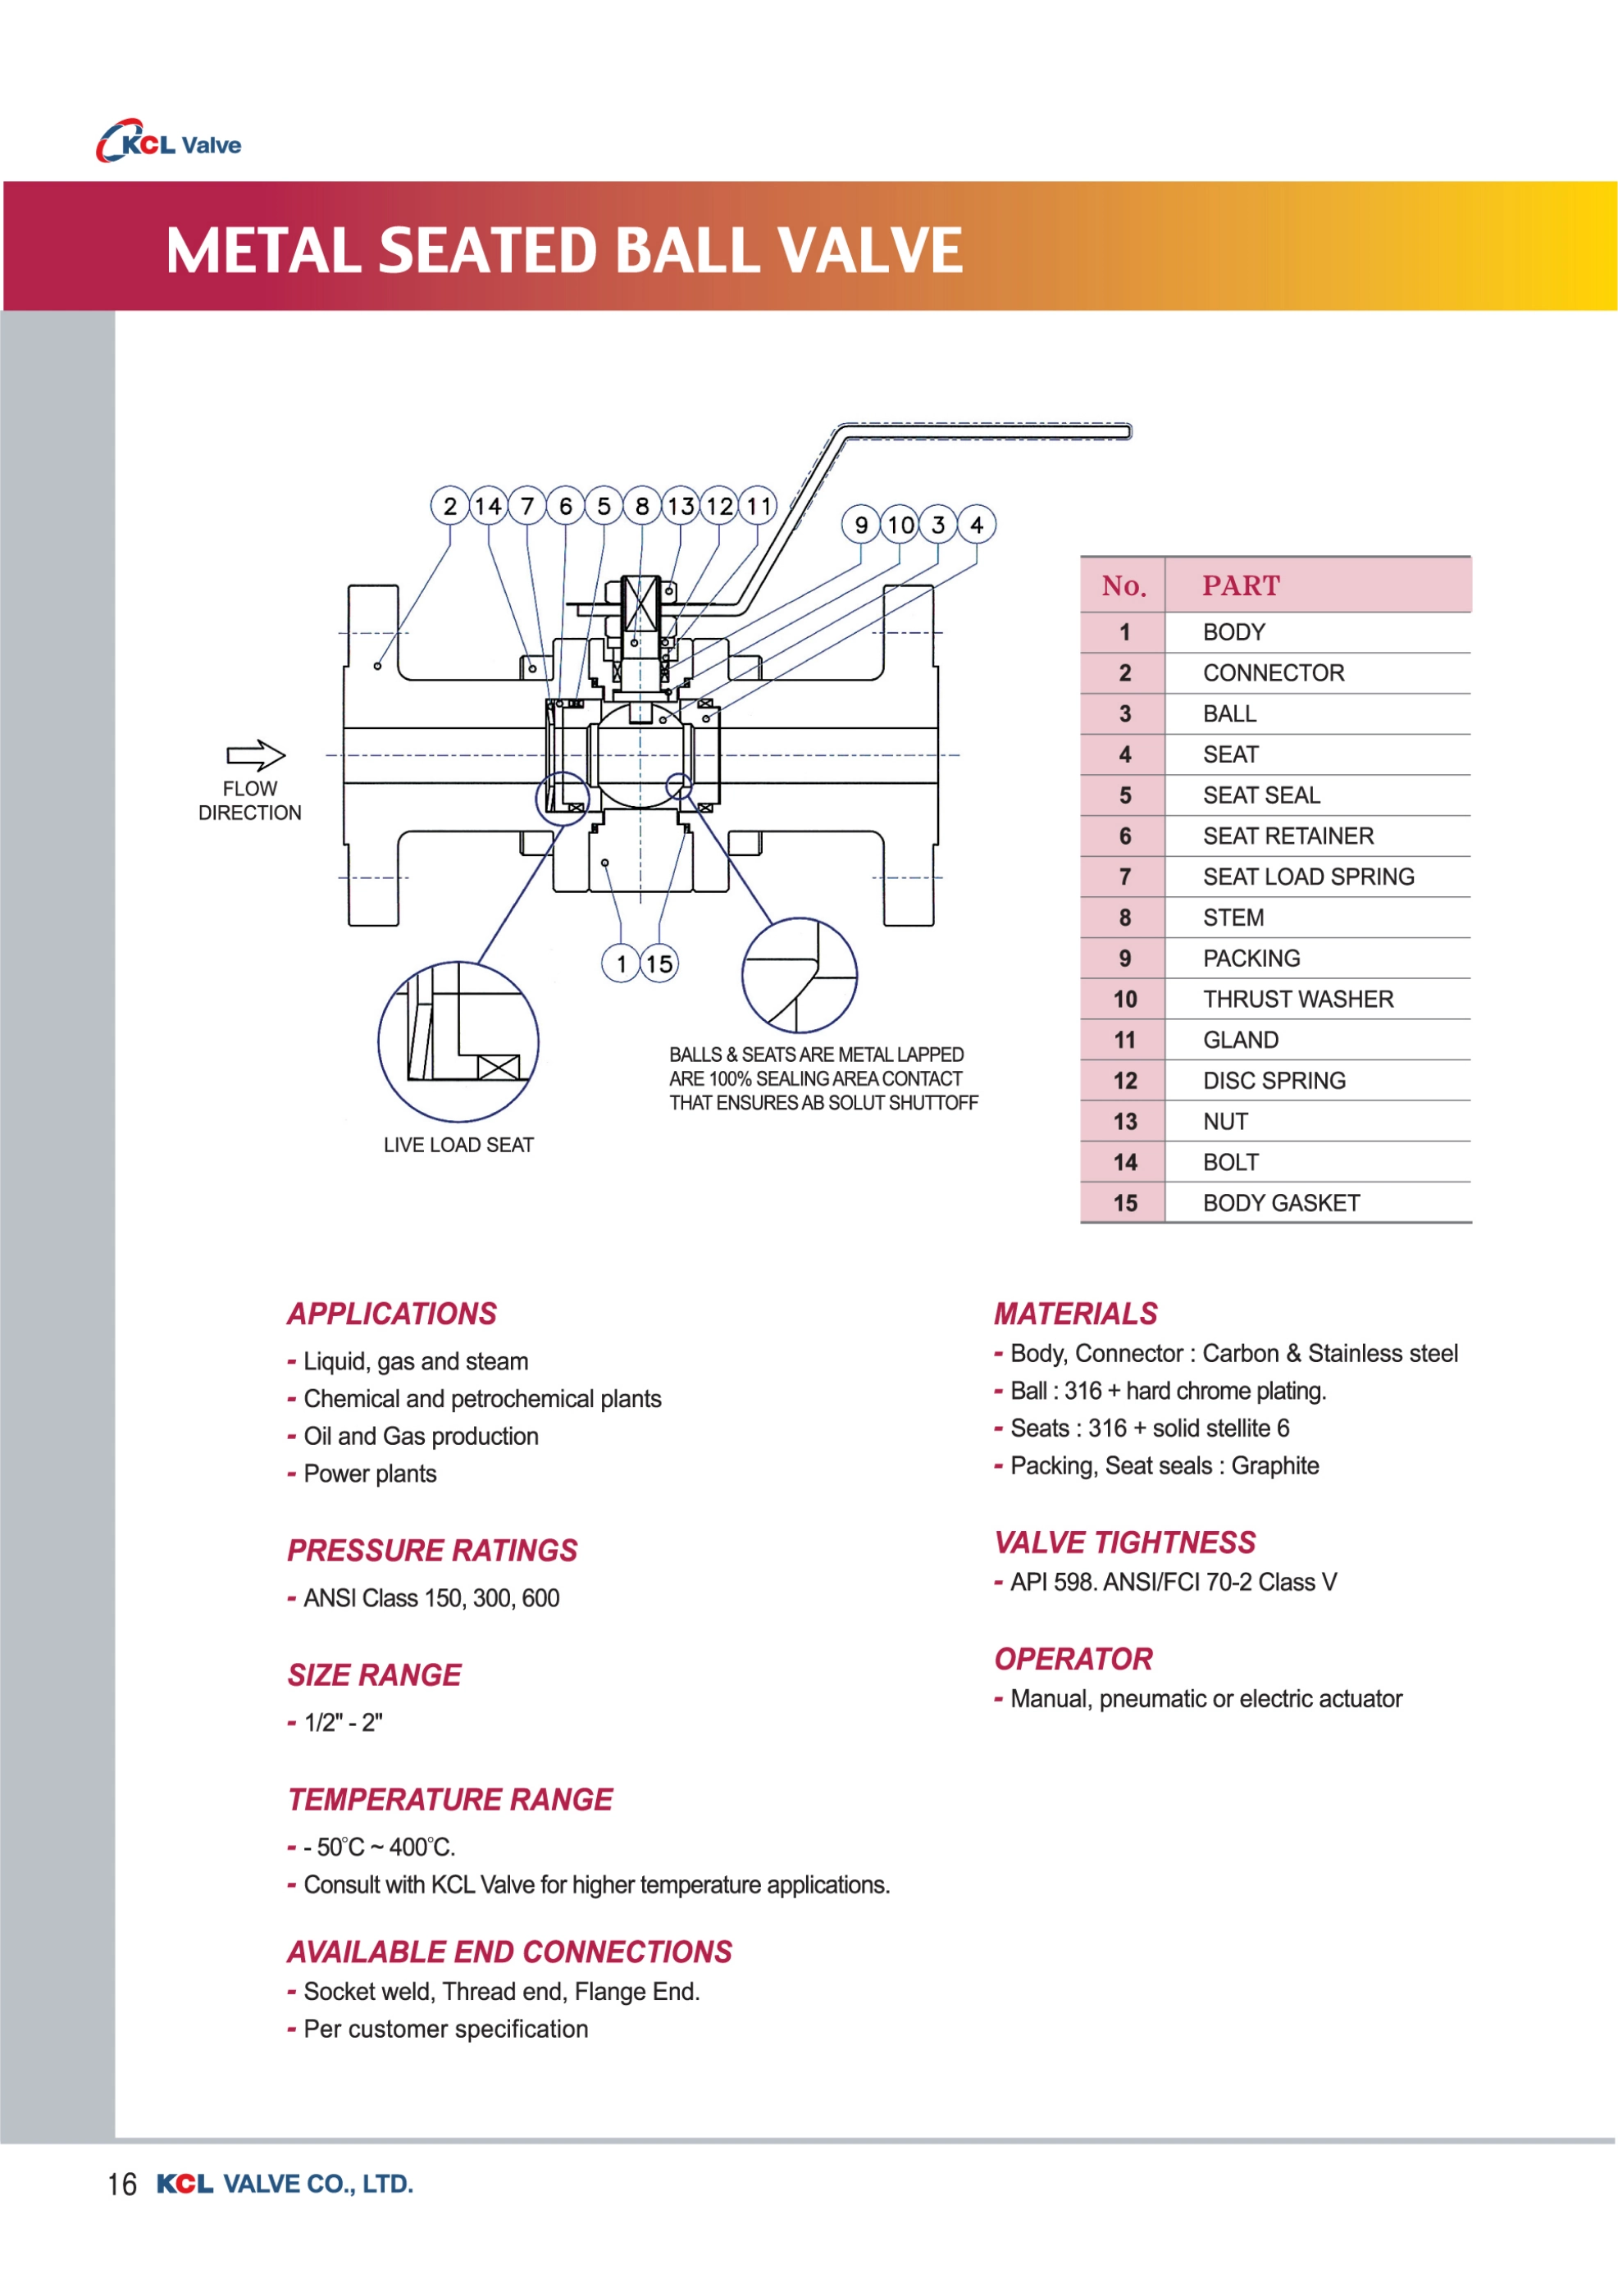 KCL Valve
METAL SEATED BALL VALVE
2 14 7 6 5 8 13 12 11
9 10 3 4
FLOW
DIRECTION
1 15
LIVE LOAD SEAT
BALLS & SEATS ARE METAL LAPPED
ARE 100% SEALING AREA CONTACT
THAT ENSURES AB SOLUT SHUTTOFF
No. PART
1 BODY
2 CONNECTOR
3 BALL
4 SEAT
5 SEAT SEAL
6 SEAT RETAINER
7 SEAT LOAD SPRING
8 STEM
9 PACKING
10 THRUST WASHER
11 GLAND
12 DISC SPRING
13 NUT
14 BOLT
15 BODY GASKET
APPLICATIONS
- Liquid, gas and steam
- Chemical and petrochemical plants
- Oil and Gas production
- Power plants
PRESSURE RATINGS
- ANSI Class 150, 300, 600
SIZE RANGE
- 1/2" - 2"
TEMPERATURE RANGE
- - 50°C ~ 400°C.
- Consult with KCL Valve for higher temperature applications.
AVAILABLE END CONNECTIONS
- Socket weld, Thread end, Flange End.
- Per customer specification
MATERIALS
- Body, Connector : Carbon & Stainless steel
- Ball : 316 + hard chrome plating.
- Seats : 316 + solid stellite 6
- Packing, Seat seals : Graphite
VALVE TIGHTNESS
- API 598. ANSI/FCI 70-2 Class V
OPERATOR
- Manual, pneumatic or electric actuator
16 KCL VALVE CO., LTD.